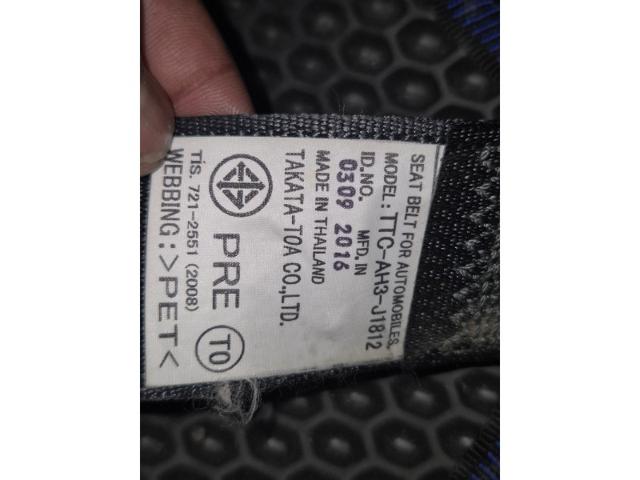 SEAT BELT FOR AUTOMOBILES.
MODEL : TTC-AH3-J1812
ID.NO. MFD.IN
0309 2016
MADE IN THAILAND
TAKATA-TOA CO.,LTD.
PRE TO
TIS. 721-2551 (2008)
WEBBING : >PET<